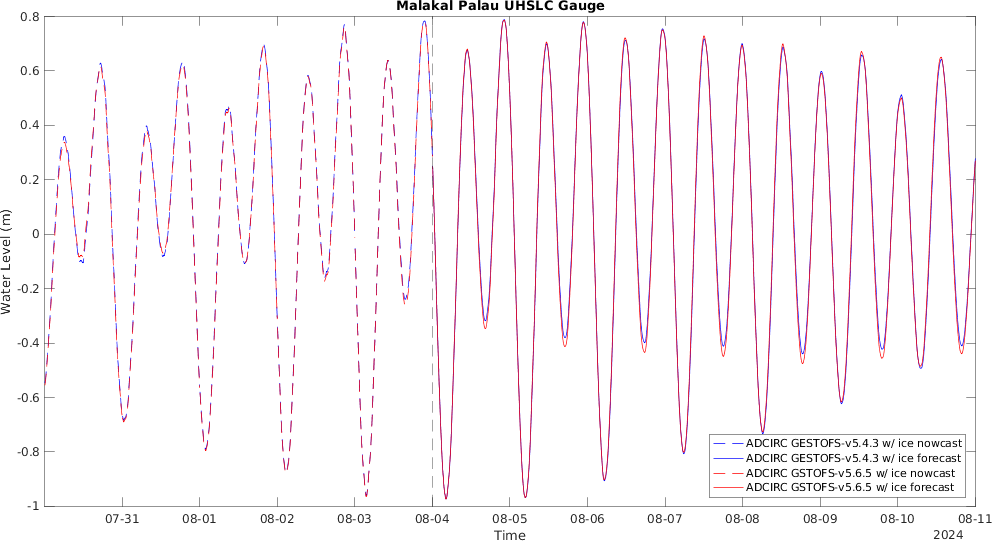 Malakal Palau UHSLC Gauge
0.8
0.6
0.4
0.2
0
-0.2
-0.4
-0.6
-0.8
-1
Water Level (m)
ADCIRC GESTOFS-v5.4.3 w/ ice nowcast
ADCIRC GESTOFS-v5.4.3 w/ ice forecast
ADCIRC GSTOFS-v5.6.5 w/ ice nowcast
ADCIRC GSTOFS-v5.6.5 w/ ice forecast
07-31 08-01 08-02 08-03 08-04 08-05 08-06 08-07 08-08 08-09 08-10 08-11
Time
2024